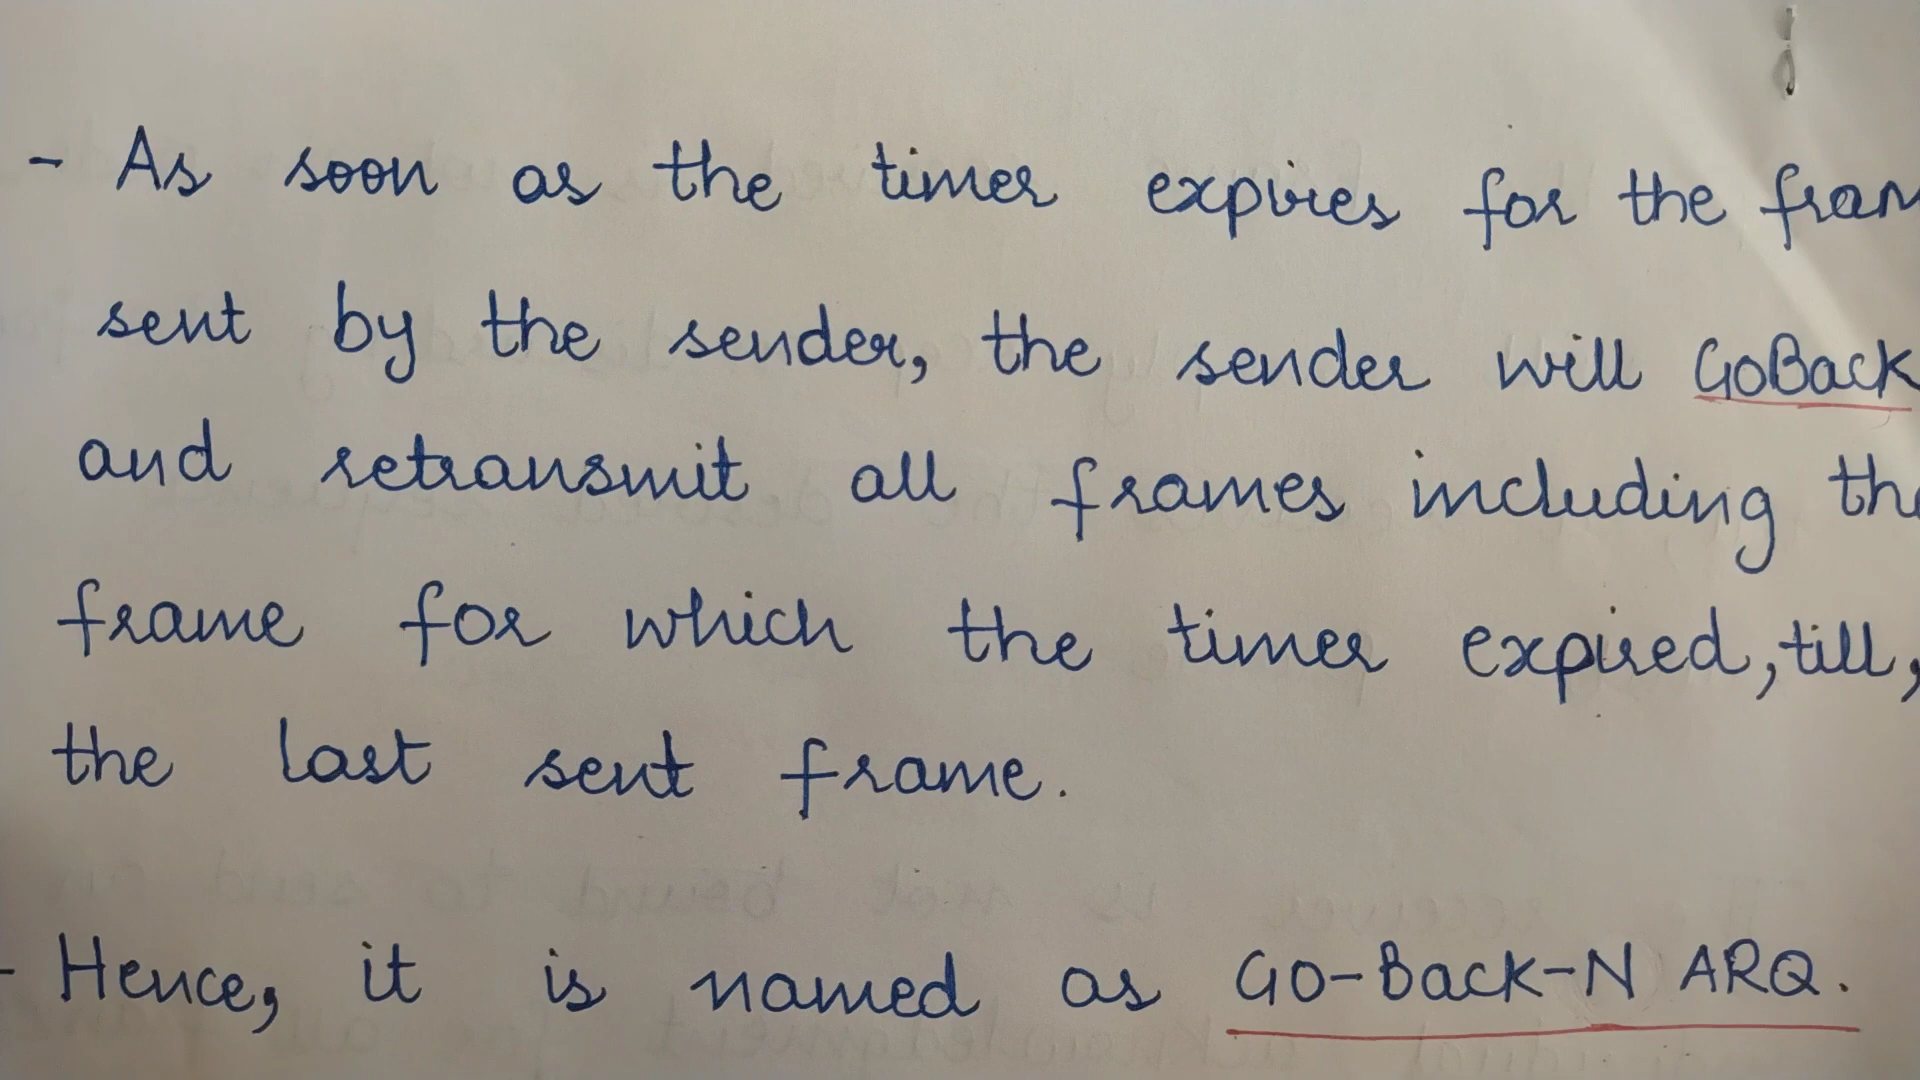 - As soon as the timer expires for the fram
sent by the sender, the sender will GoBack
and retransmit all frames including the
frame for which the timer expired, till,
the last sent frame.
- Hence, it is named as Go-Back-N ARQ.